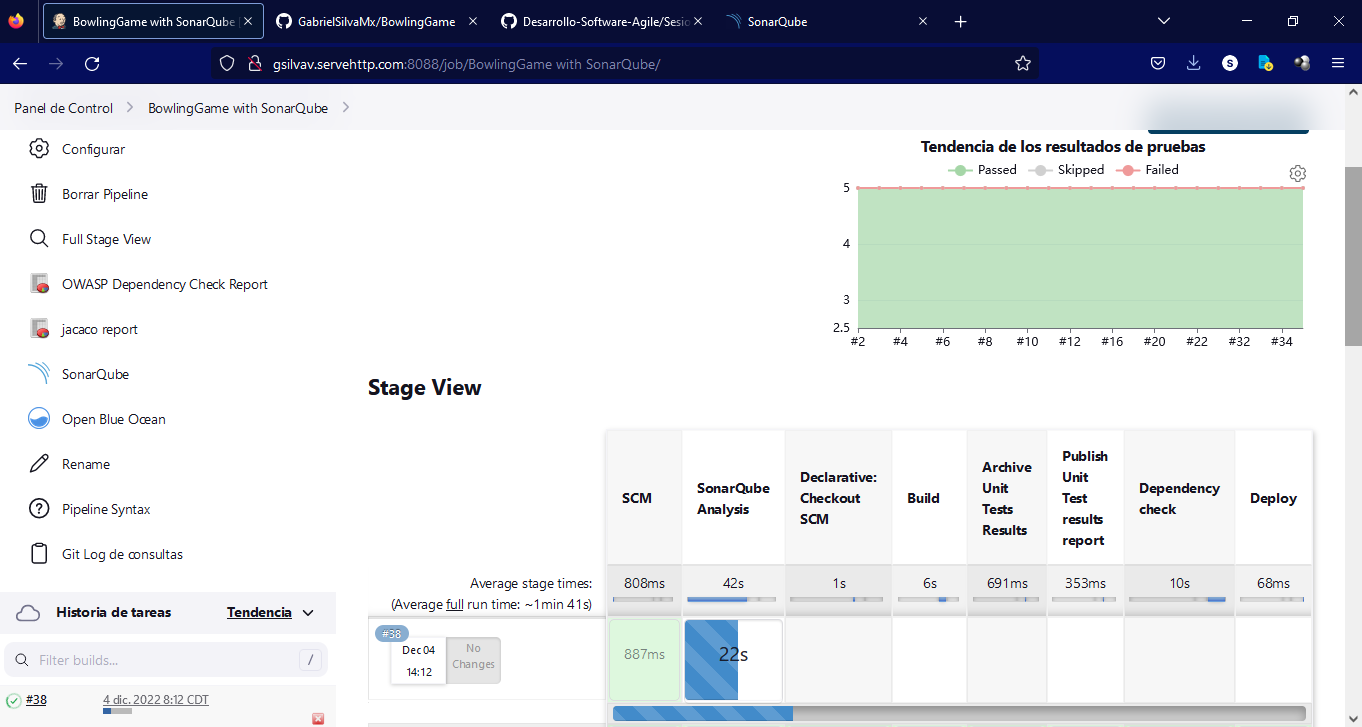 BowlingGame with SonarQube
GabrielSilvaMx/BowlingGame
Desarrollo-Software-Agile/Sesio
SonarQube
gsilvav.servehttp.com:8088/job/BowlingGame with SonarQube/
S
Panel de Control
BowlingGame with SonarQube
Configurar
Borrar Pipeline
Full Stage View
OWASP Dependency Check Report
jacaco report
SonarQube
Open Blue Ocean
Rename
Pipeline Syntax
Git Log de consultas
Historia de tareas
Tendencia
Filter builds...
/
#38
4 dic. 2022 8:12 CDT
Tendencia de los resultados de pruebas
Passed Skipped Failed
5
4
3
2.5
#2 #4 #6 #8 #10 #12 #16 #20 #22 #32 #34
Stage View
SCM
SonarQube
Analysis
Declarative:
Checkout
SCM
Build
Archive
Unit
Tests
Results
Publish
Unit
Test
results
report
Dependency
check
Deploy
Average stage times:
(Average full run time: ~1min 41s)
808ms 42s 1s 6s 691ms 353ms 10s 68ms
#38
Dec 04
14:12
No
Changes
887ms
22s